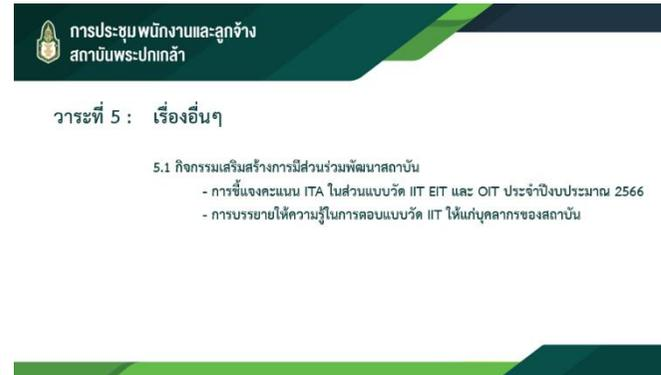 การประชุมพนักงานและลูกจ้าง
สถาบันพระปกเกล้า
วาระที่ 5 : เรื่องอื่นๆ
5.1 กิจกรรมเสริมสร้างการมีส่วนร่วมพัฒนาสถาบัน
- การชี้แจงคะแนน ITA ในส่วนแบบวัด IIT EIT และ OIT ประจำปีงบประมาณ 2566
- การบรรยายให้ความรู้ในการตอบแบบวัด IIT ให้แก่บุคลากรของสถาบัน